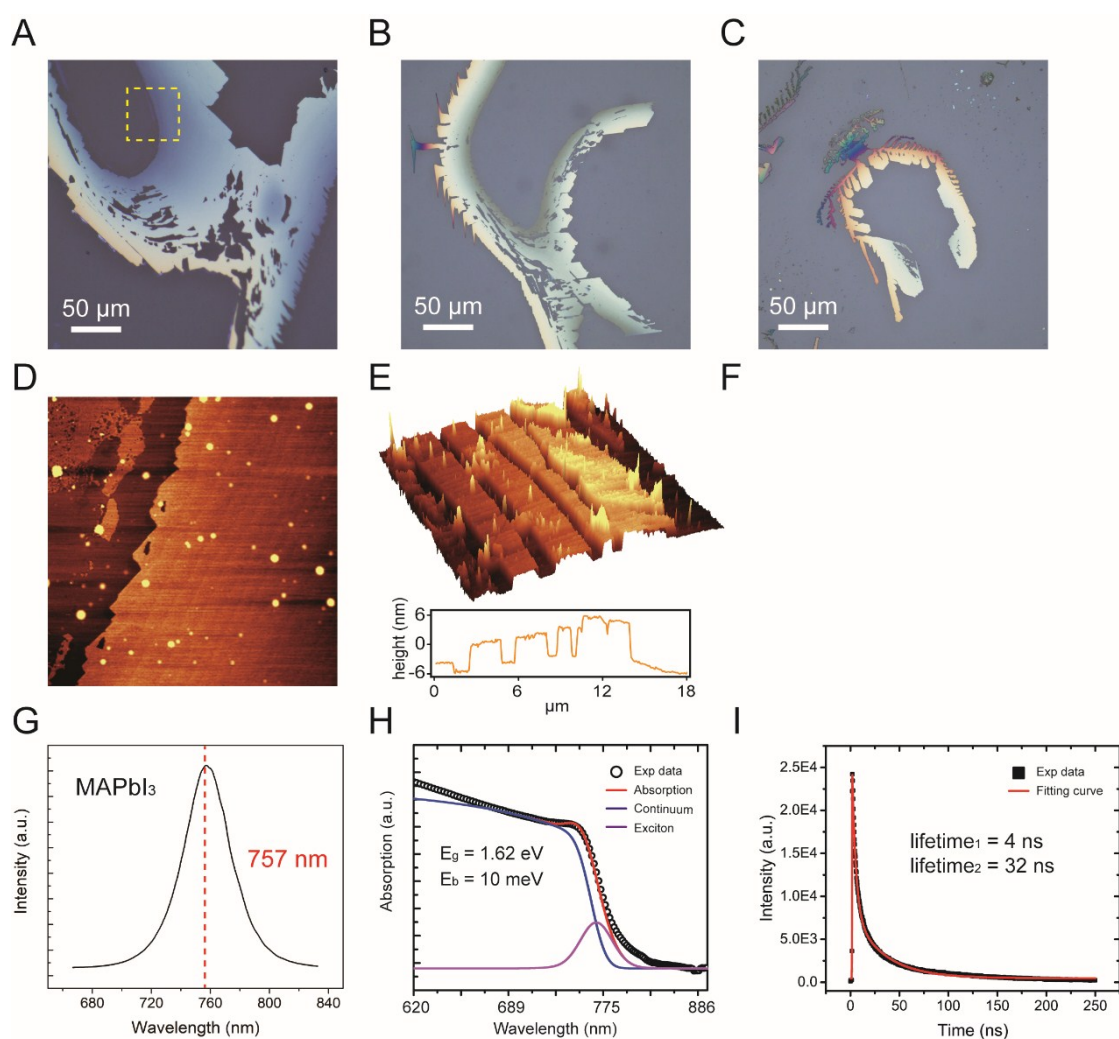 A
B
C
50 µm
50 µm
50 µm
D
E
F
height (nm)
6
0
-6
0
6
12
18
µm
G
H
I
MAPbI₃
757 nm
Intensity (a.u.)
680
720
760
800
840
Wavelength (nm)
Exp data
Absorption
Continuum
Exciton
E_g = 1.62 eV
E_b = 10 meV
Absorption (a.u.)
620
689
775
886
Wavelength (nm)
Exp data
Fitting curve
lifetime₁ = 4 ns
lifetime₂ = 32 ns
Intensity (a.u.)
2.5E4
2.0E4
1.5E4
1.0E4
5.0E3
0.0
0
50
100
150
200
250
Time (ns)